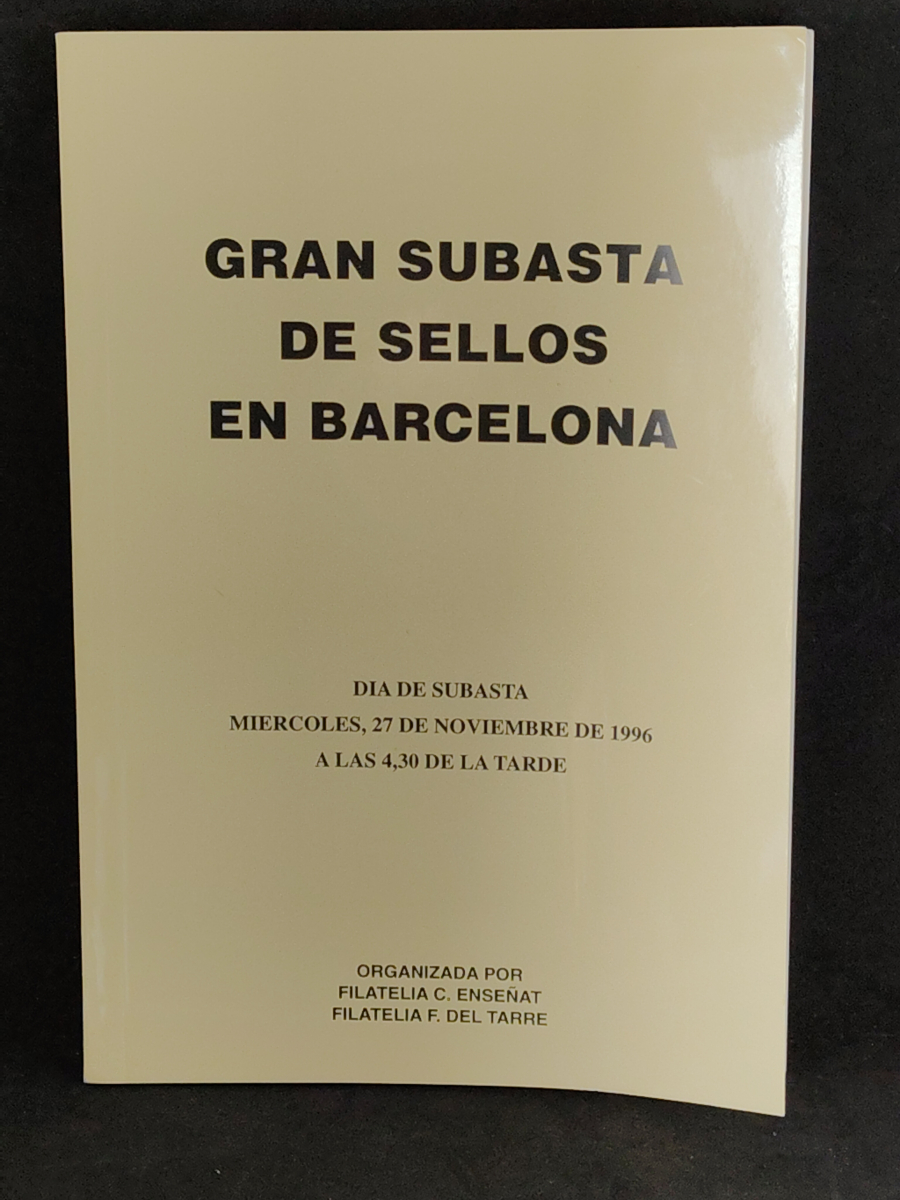 GRAN SUBASTA
DE SELLOS
EN BARCELONA
DIA DE SUBASTA
MIERCOLES, 27 DE NOVIEMBRE DE 1996
A LAS 4,30 DE LA TARDE
ORGANIZADA POR
FILATELIA C. ENSEÑAT
FILATELIA F. DEL TARRE